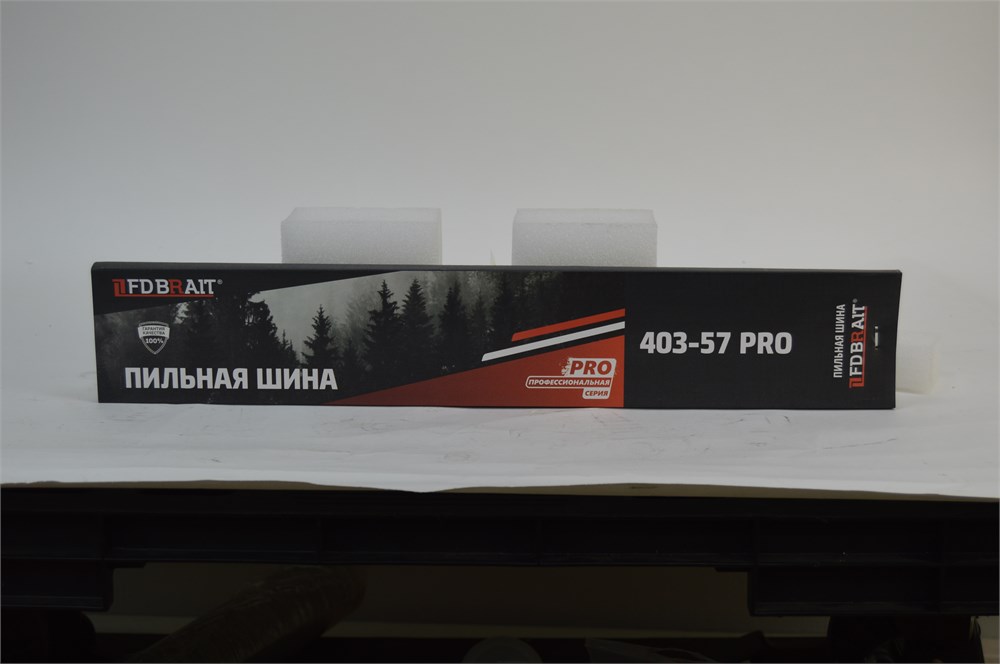 FDBRAIT®
ГАРАНТИЯ
КАЧЕСТВА
100%
ПИЛЬНАЯ ШИНА
PRO
ПРОФЕССИОНАЛЬНАЯ
СЕРИЯ
403-57 PRO
ПИЛЬНАЯ ШИНА
FDBRAIT®